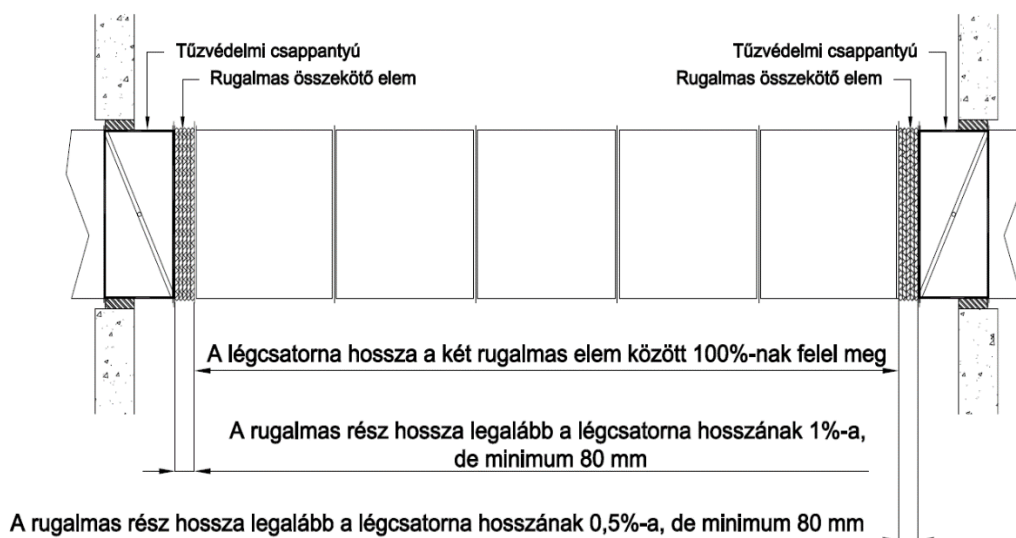 Tűzvédelmi csappantyú
Rugalmas összekötő elem
Tűzvédelmi csappantyú
Rugalmas összekötő elem
A légcsatorna hossza a két rugalmas elem között 100%-nak felel meg
A rugalmas rész hossza legalább a légcsatorna hosszának 1%-a,
de minimum 80 mm
A rugalmas rész hossza legalább a légcsatorna hosszának 0,5%-a, de minimum 80 mm